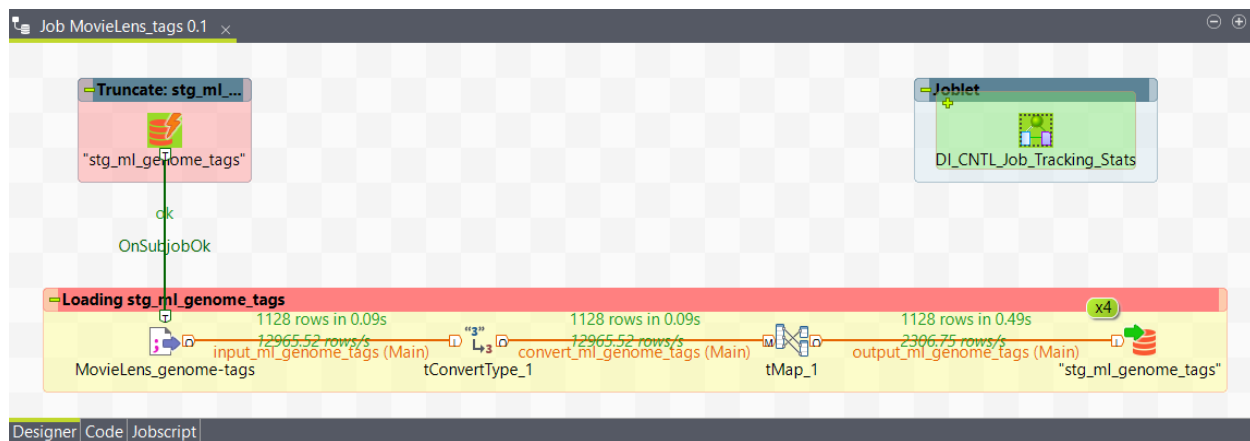 Job MovieLens_tags 0.1
Truncate: stg_ml_...
"stg_ml_genome_tags"
Joblet
DI_CNTL_Job_Tracking_Stats
ok
OnSubjobOk
Loading stg_ml_genome_tags
x4
1128 rows in 0.09s
12965.52 rows/s
input_ml_genome_tags (Main)
1128 rows in 0.09s
12965.52 rows/s
convert_ml_genome_tags (Main)
1128 rows in 0.49s
2306.75 rows/s
output_ml_genome_tags (Main)
MovieLens_genome-tags
"3"
3
tConvertType_1
tMap_1
"stg_ml_genome_tags"
Designer Code Jobscript